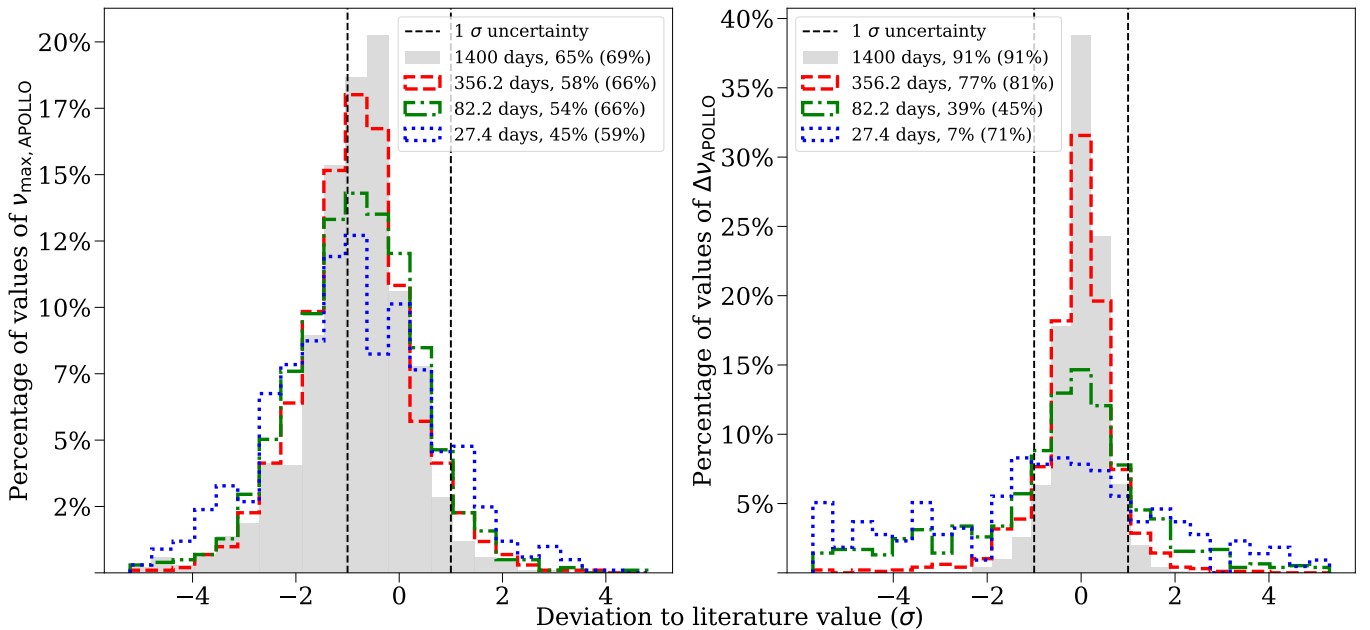 Percentage of values of ν_max, APOLLO
20%
17%
15%
12%
10%
7%
5%
2%
1 σ uncertainty
1400 days, 65% (69%)
356.2 days, 58% (66%)
82.2 days, 54% (66%)
27.4 days, 45% (59%)
−4
−2
0
2
4
Percentage of values of Δν_APOLLO
40%
35%
30%
25%
20%
15%
10%
5%
1 σ uncertainty
1400 days, 91% (91%)
356.2 days, 77% (81%)
82.2 days, 39% (45%)
27.4 days, 7% (71%)
−4
−2
0
2
4
Deviation to literature value (σ)